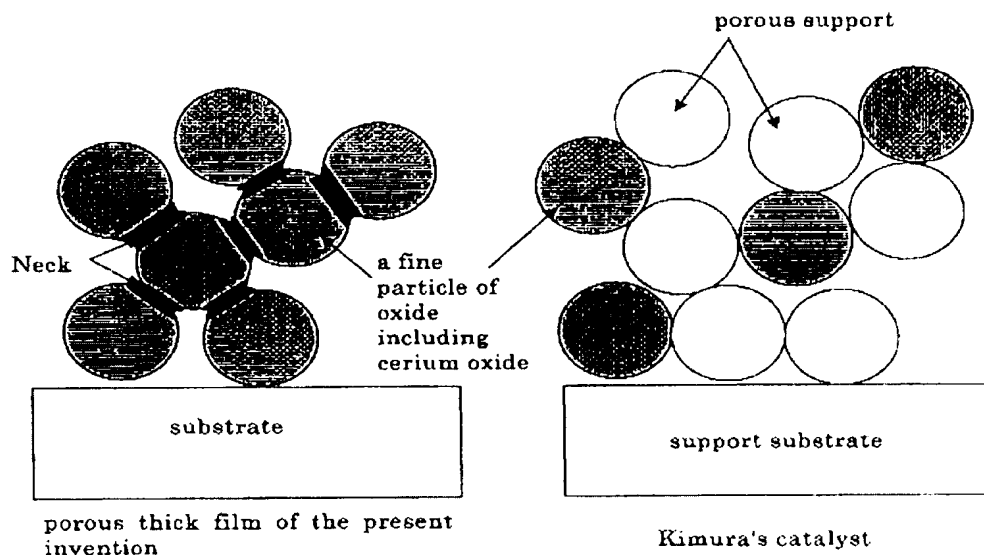 porous support
Neck
a fine
particle of
oxide
including
cerium oxide
substrate
support substrate
porous thick film of the present
invention
Kimura's catalyst